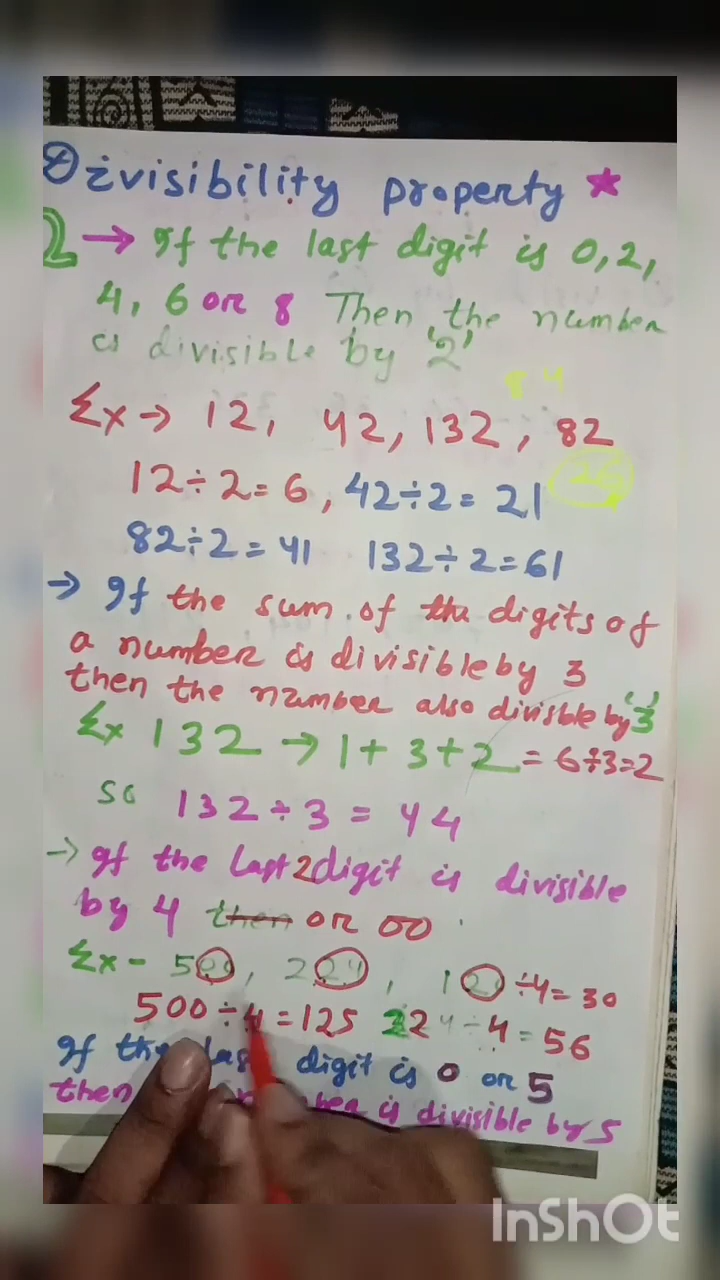 Divisibility property
2 → If the last digit is 0, 2,
4, 6 or 8 Then, the number
is divisible by '2'
84
Ex → 12, 42, 132, 82
26
12 ÷ 2 = 6, 42 ÷ 2 = 21
82 ÷ 2 = 41 132 ÷ 2 = 61
→ If the sum of the digits of
a number is divisible by 3
then the number also divisble by '3'
Ex 132 → 1 + 3 + 2 = 6 ÷ 3 = 2
so 132 ÷ 3 = 44
→ If the last 2 digit is divisible
by 4 then or 00
Ex - 500, 224, 120 ÷ 4 = 30
500 ÷ 4 = 125 224 ÷ 4 = 56
If the last digit is 0 or 5
then is divisible by 5
InShOt